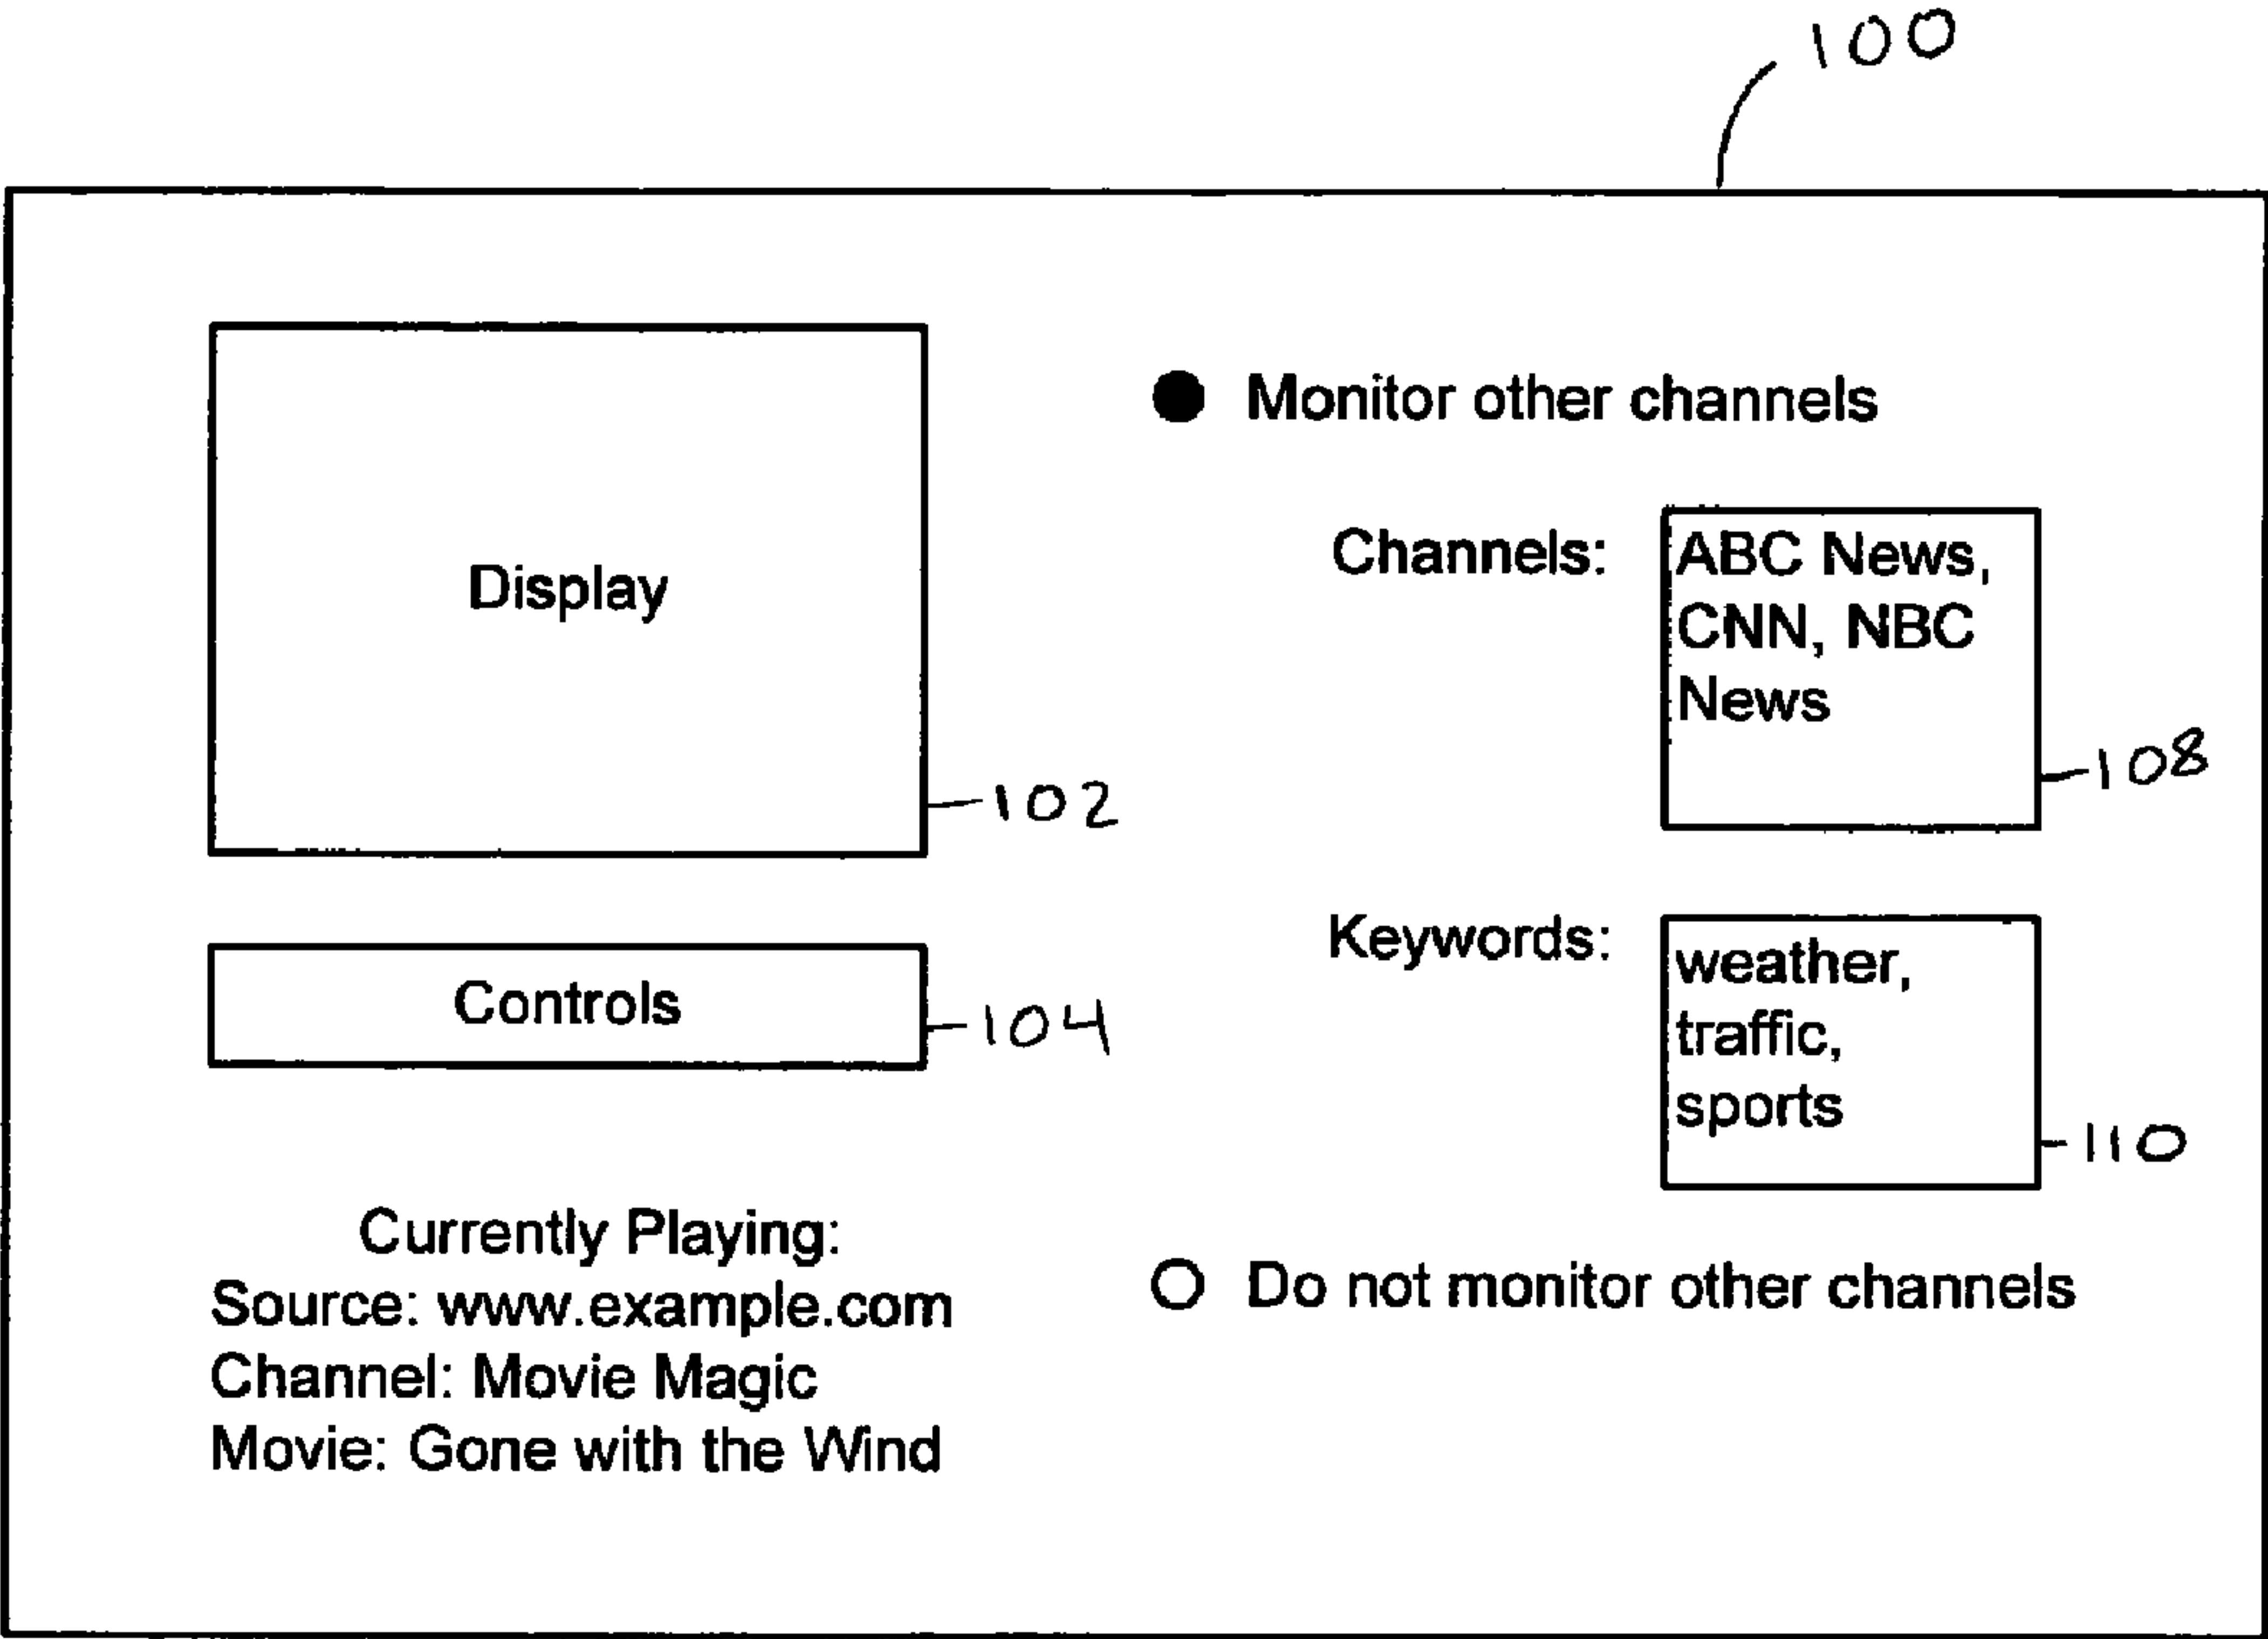 100
Display
102
Controls
104
Currently Playing:
Source: www.example.com
Channel: Movie Magic
Movie: Gone with the Wind
Monitor other channels
Channels:
ABC News,
CNN, NBC
News
108
Keywords:
weather,
traffic,
sports
110
Do not monitor other channels